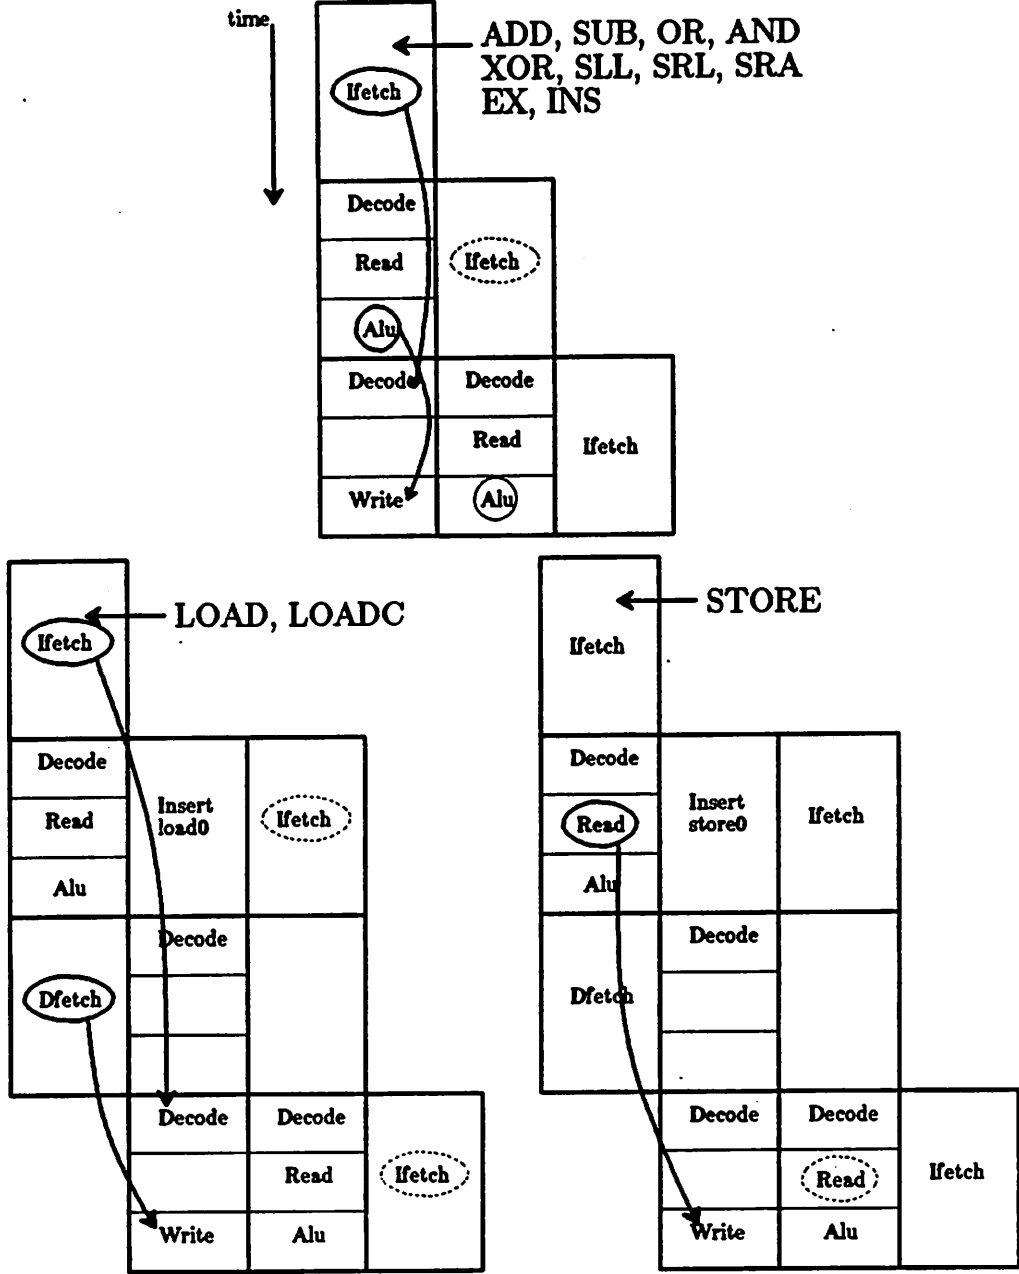 time
ADD, SUB, OR, AND
XOR, SLL, SRL, SRA
EX, INS
Ifetch
Decode
Read
Ifetch
Alu
Decode
Decode
Read
Ifetch
Write
Alu
LOAD, LOADC
Ifetch
Decode
Insert
load0
Ifetch
Read
Alu
Decode
Dfetch
Decode
Decode
Read
Ifetch
Write
Alu
STORE
Ifetch
Decode
Insert
store0
Ifetch
Read
Alu
Decode
Dfetch
Decode
Decode
Read
Ifetch
Write
Alu